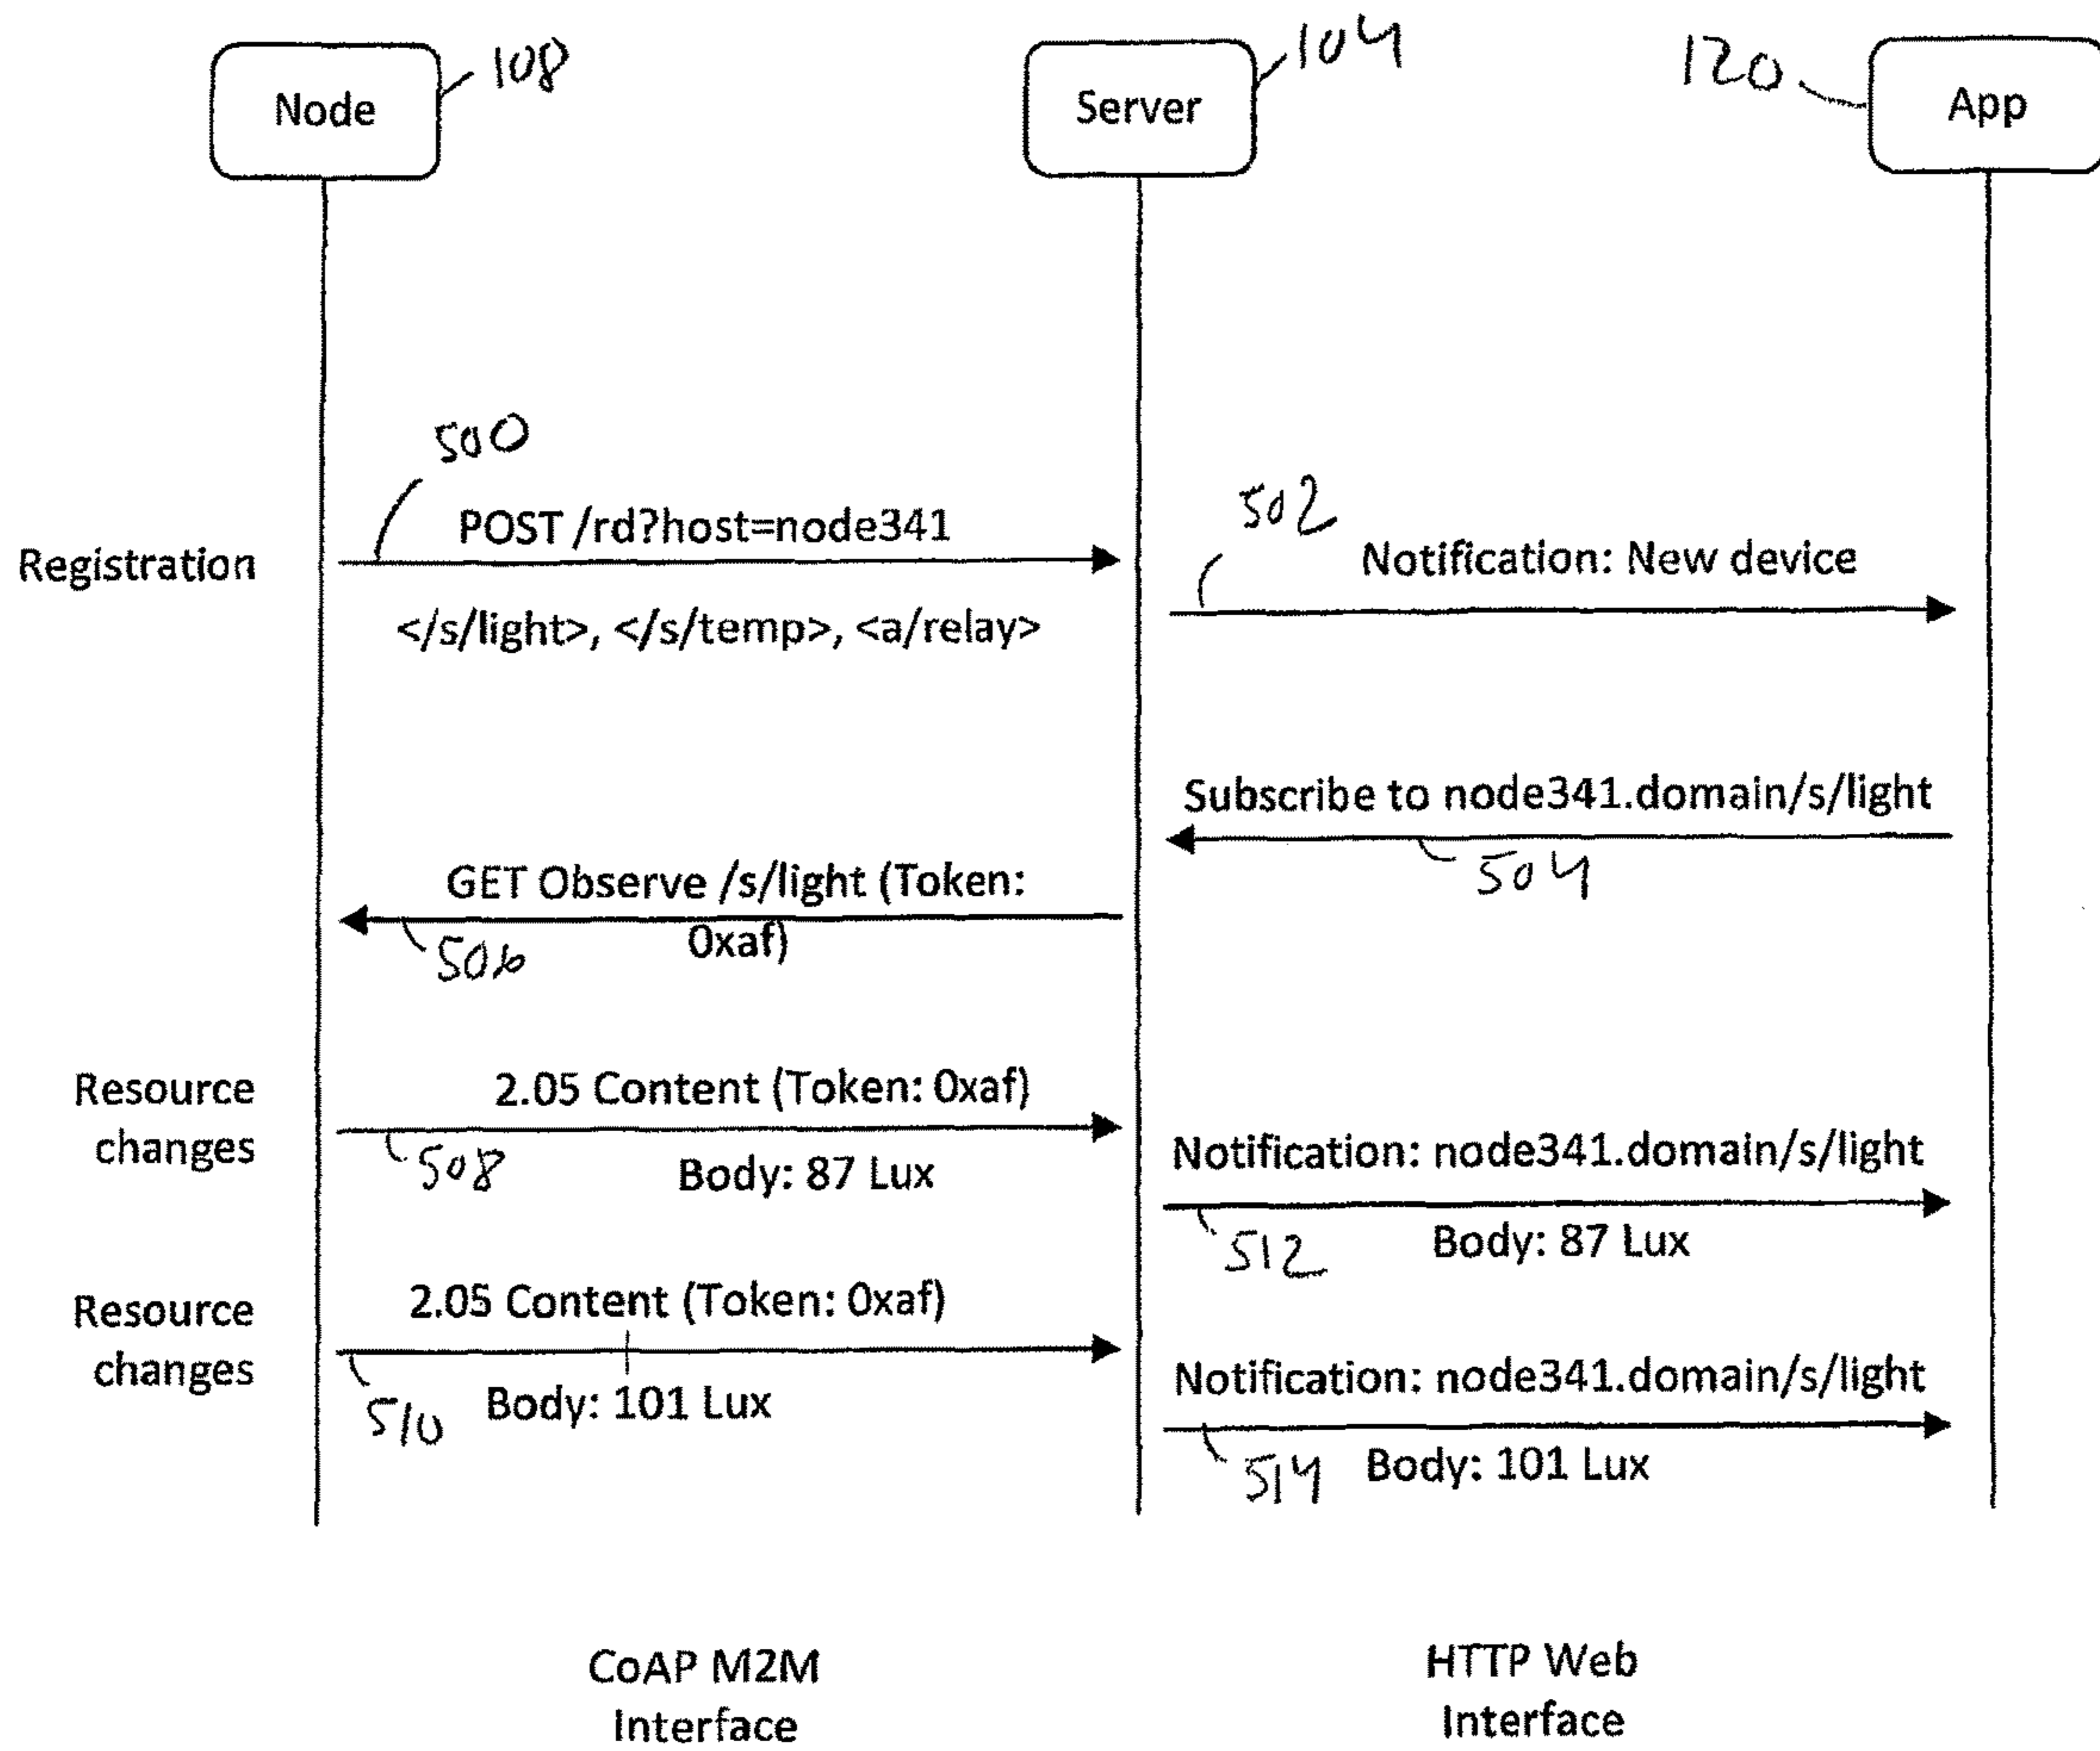 Node
108
Server
104
120
App
500
POST /rd?host=node341
502
Registration
Notification: New device
</s/light>, </s/temp>, <a/relay>
Subscribe to node341.domain/s/light
504
GET Observe /s/light (Token:
0xaf)
506
Resource
changes
2.05 Content (Token: 0xaf)
508
Body: 87 Lux
Notification: node341.domain/s/light
512
Body: 87 Lux
Resource
changes
2.05 Content (Token: 0xaf)
510
Body: 101 Lux
Notification: node341.domain/s/light
514
Body: 101 Lux
CoAP M2M
Interface
HTTP Web
Interface